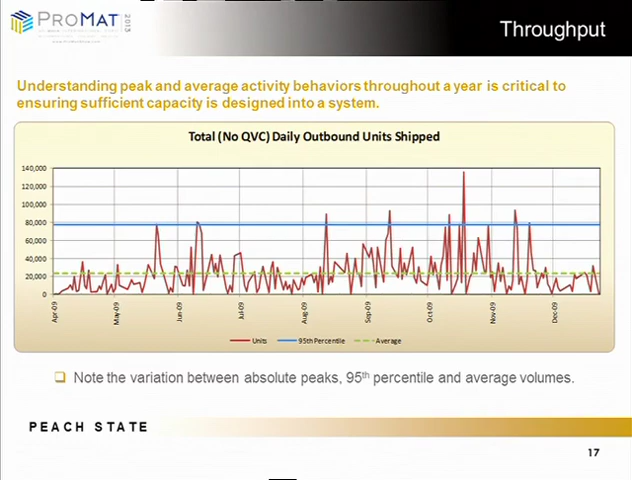 PROMAT 2013
Throughput
Understanding peak and average activity behaviors throughout a year is critical to
ensuring sufficient capacity is designed into a system.
Total (No QVC) Daily Outbound Units Shipped
140,000
120,000
100,000
80,000
60,000
40,000
20,000
0
Apr-09 May-09 Jun-09 Jul-09 Aug-09 Sep-09 Oct-09 Nov-09 Dec-09
Units 95th Percentile Average
Note the variation between absolute peaks, 95th percentile and average volumes.
PEACH STATE
17